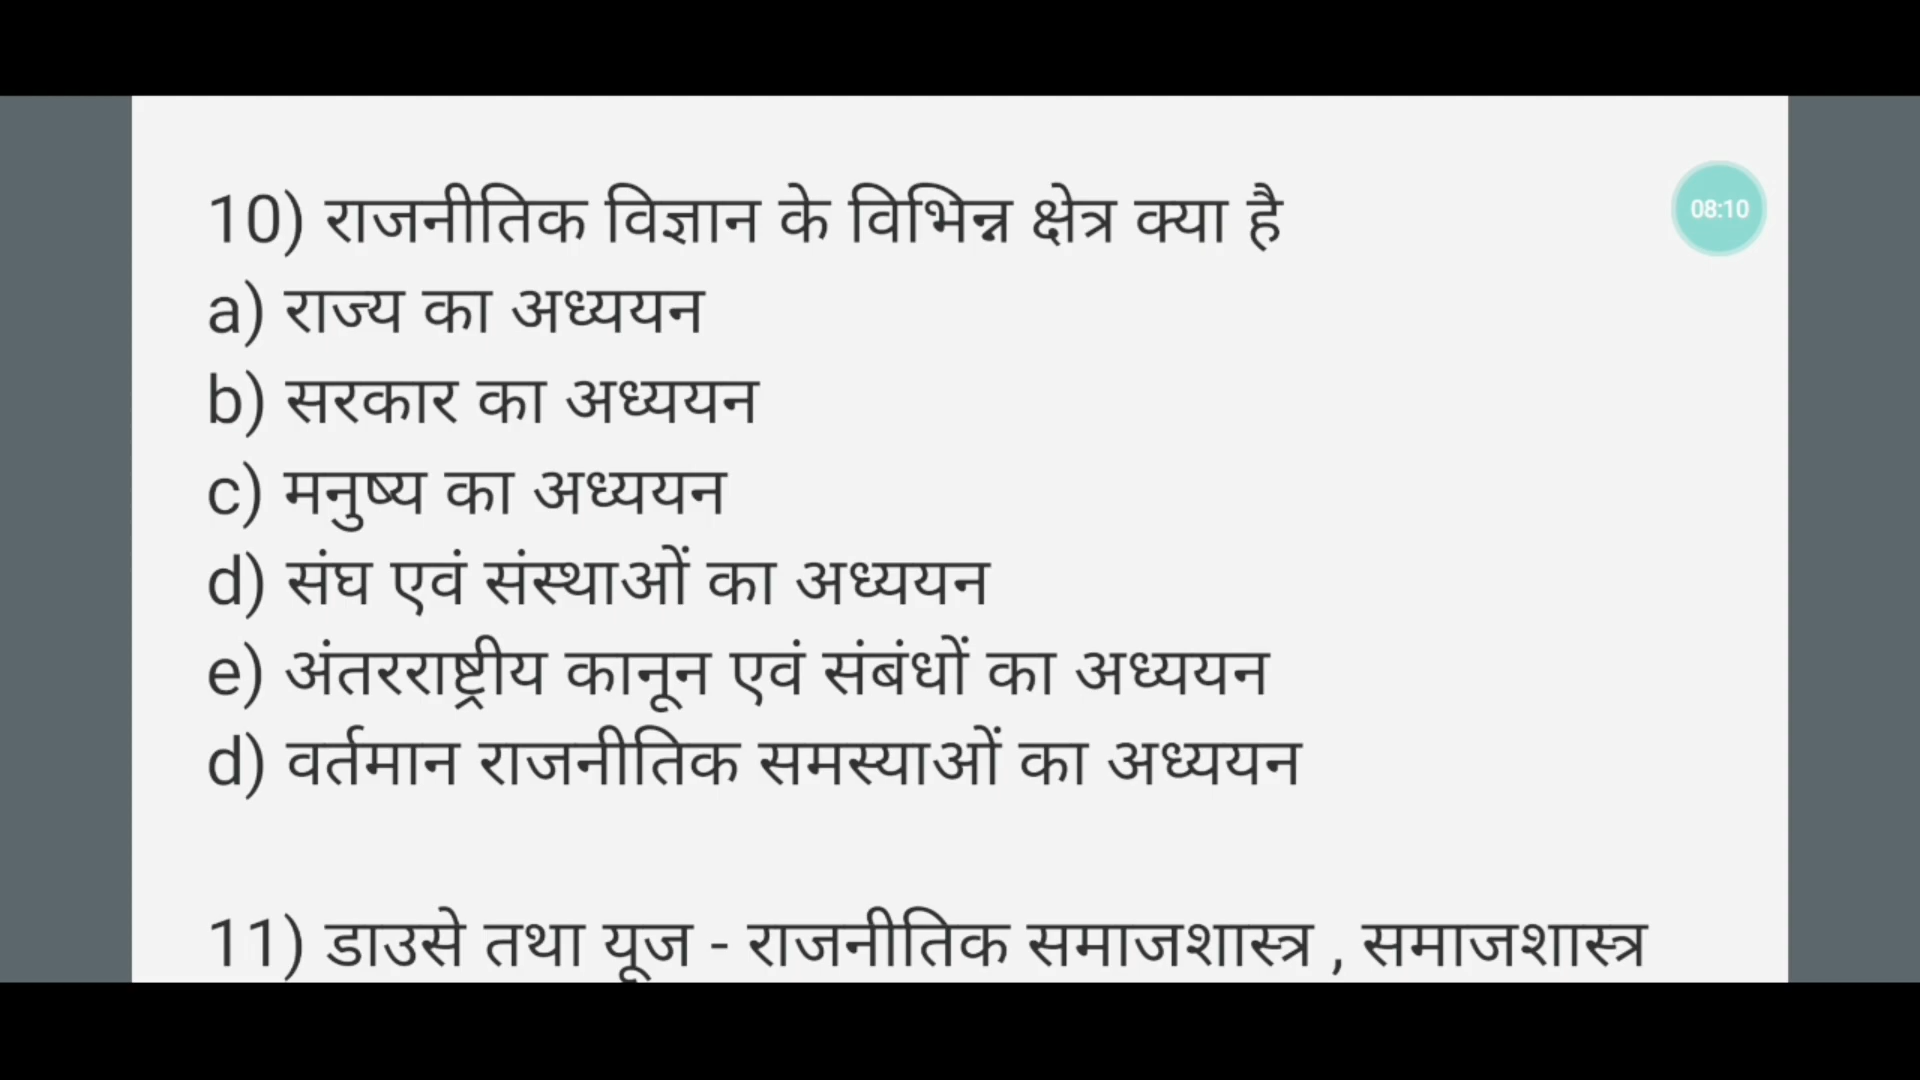 10) राजनीतिक विज्ञान के विभिन्न क्षेत्र क्या है
08:10
a) राज्य का अध्ययन
b) सरकार का अध्ययन
c) मनुष्य का अध्ययन
d) संघ एवं संस्थाओं का अध्ययन
e) अंतरराष्ट्रीय कानून एवं संबंधों का अध्ययन
d) वर्तमान राजनीतिक समस्याओं का अध्ययन
11) डाउसे तथा यूज - राजनीतिक समाजशास्त्र , समाजशास्त्र